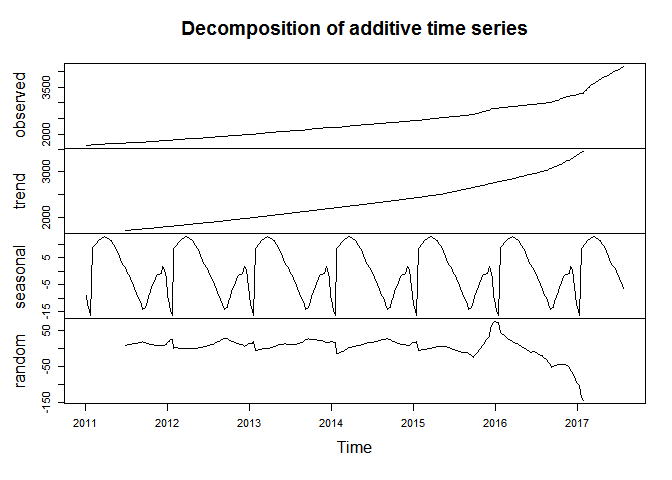 Decomposition of additive time series
observed
3500
2000
trend
3000
2000
seasonal
5
-5
-15
random
50
-50
-150
2011 2012 2013 2014 2015 2016 2017
Time